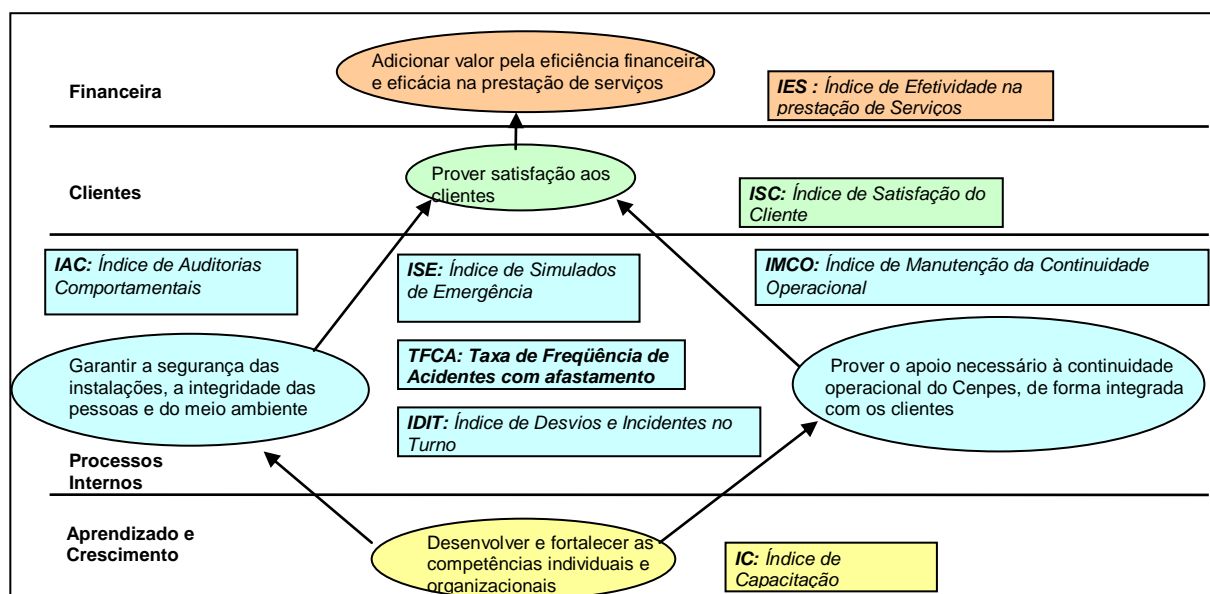 Adicionar valor pela eficiência financeira
e eficácia na prestação de serviços
Financeira
IES : Índice de Efetividade na
prestação de Serviços
Clientes
Prover satisfação aos
clientes
ISC: Índice de Satisfação do
Cliente
IAC: Índice de Auditorias
Comportamentais
ISE: Índice de Simulados
de Emergência
IMCO: Índice de Manutenção da Continuidade
Operacional
Garantir a segurança das
instalações, a integridade das
pessoas e do meio ambiente
TFCA: Taxa de Freqüência de
Acidentes com afastamento
Prover o apoio necessário à continuidade
operacional do Cenpes, de forma integrada
com os clientes
IDIT: Índice de Desvios e Incidentes no
Turno
Processos
Internos
Aprendizado e
Crescimento
Desenvolver e fortalecer as
competências individuais e
organizacionais
IC: Índice de
Capacitação